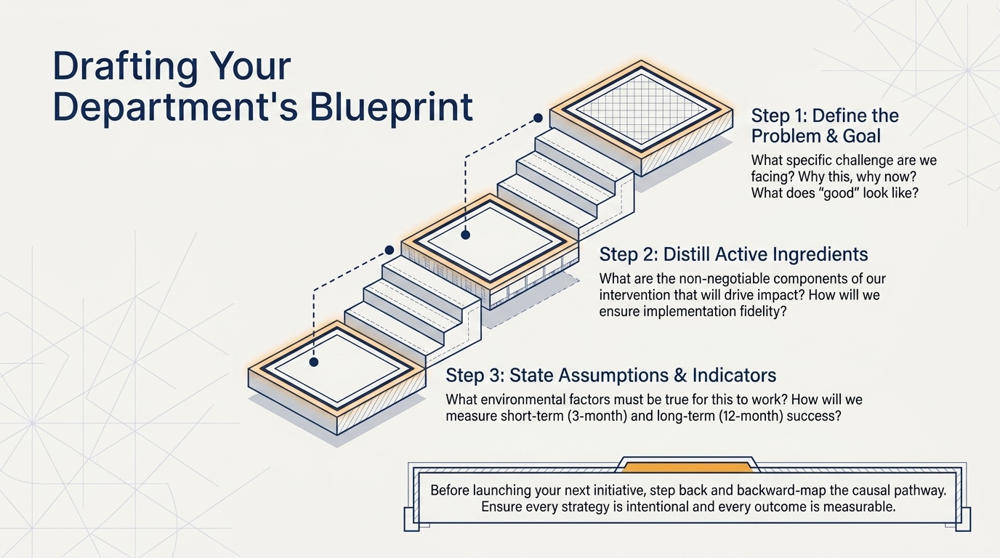 Drafting Your
Department's Blueprint
Step 1: Define the
Problem & Goal
What specific challenge are we
facing? Why this, why now?
What does “good” look like?
Step 2: Distill Active Ingredients
What are the non-negotiable components of our
intervention that will drive impact? How will we
ensure implementation fidelity?
Step 3: State Assumptions & Indicators
What environmental factors must be true for this to work? How will we
measure short-term (3-month) and long-term (12-month) success?
Before launching your next initiative, step back and backward-map the causal pathway.
Ensure every strategy is intentional and every outcome is measurable.